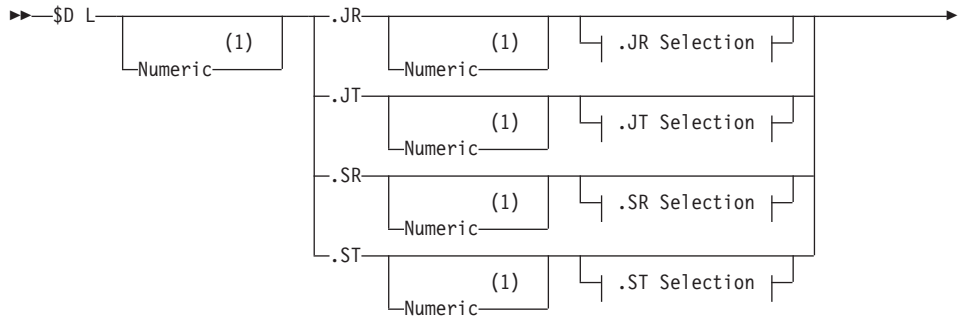 $D L .JR
(1) (1) .JR Selection
Numeric Numeric
.JT
(1) .JT Selection
Numeric
.SR
(1) .SR Selection
Numeric
.ST
(1) .ST Selection
Numeric